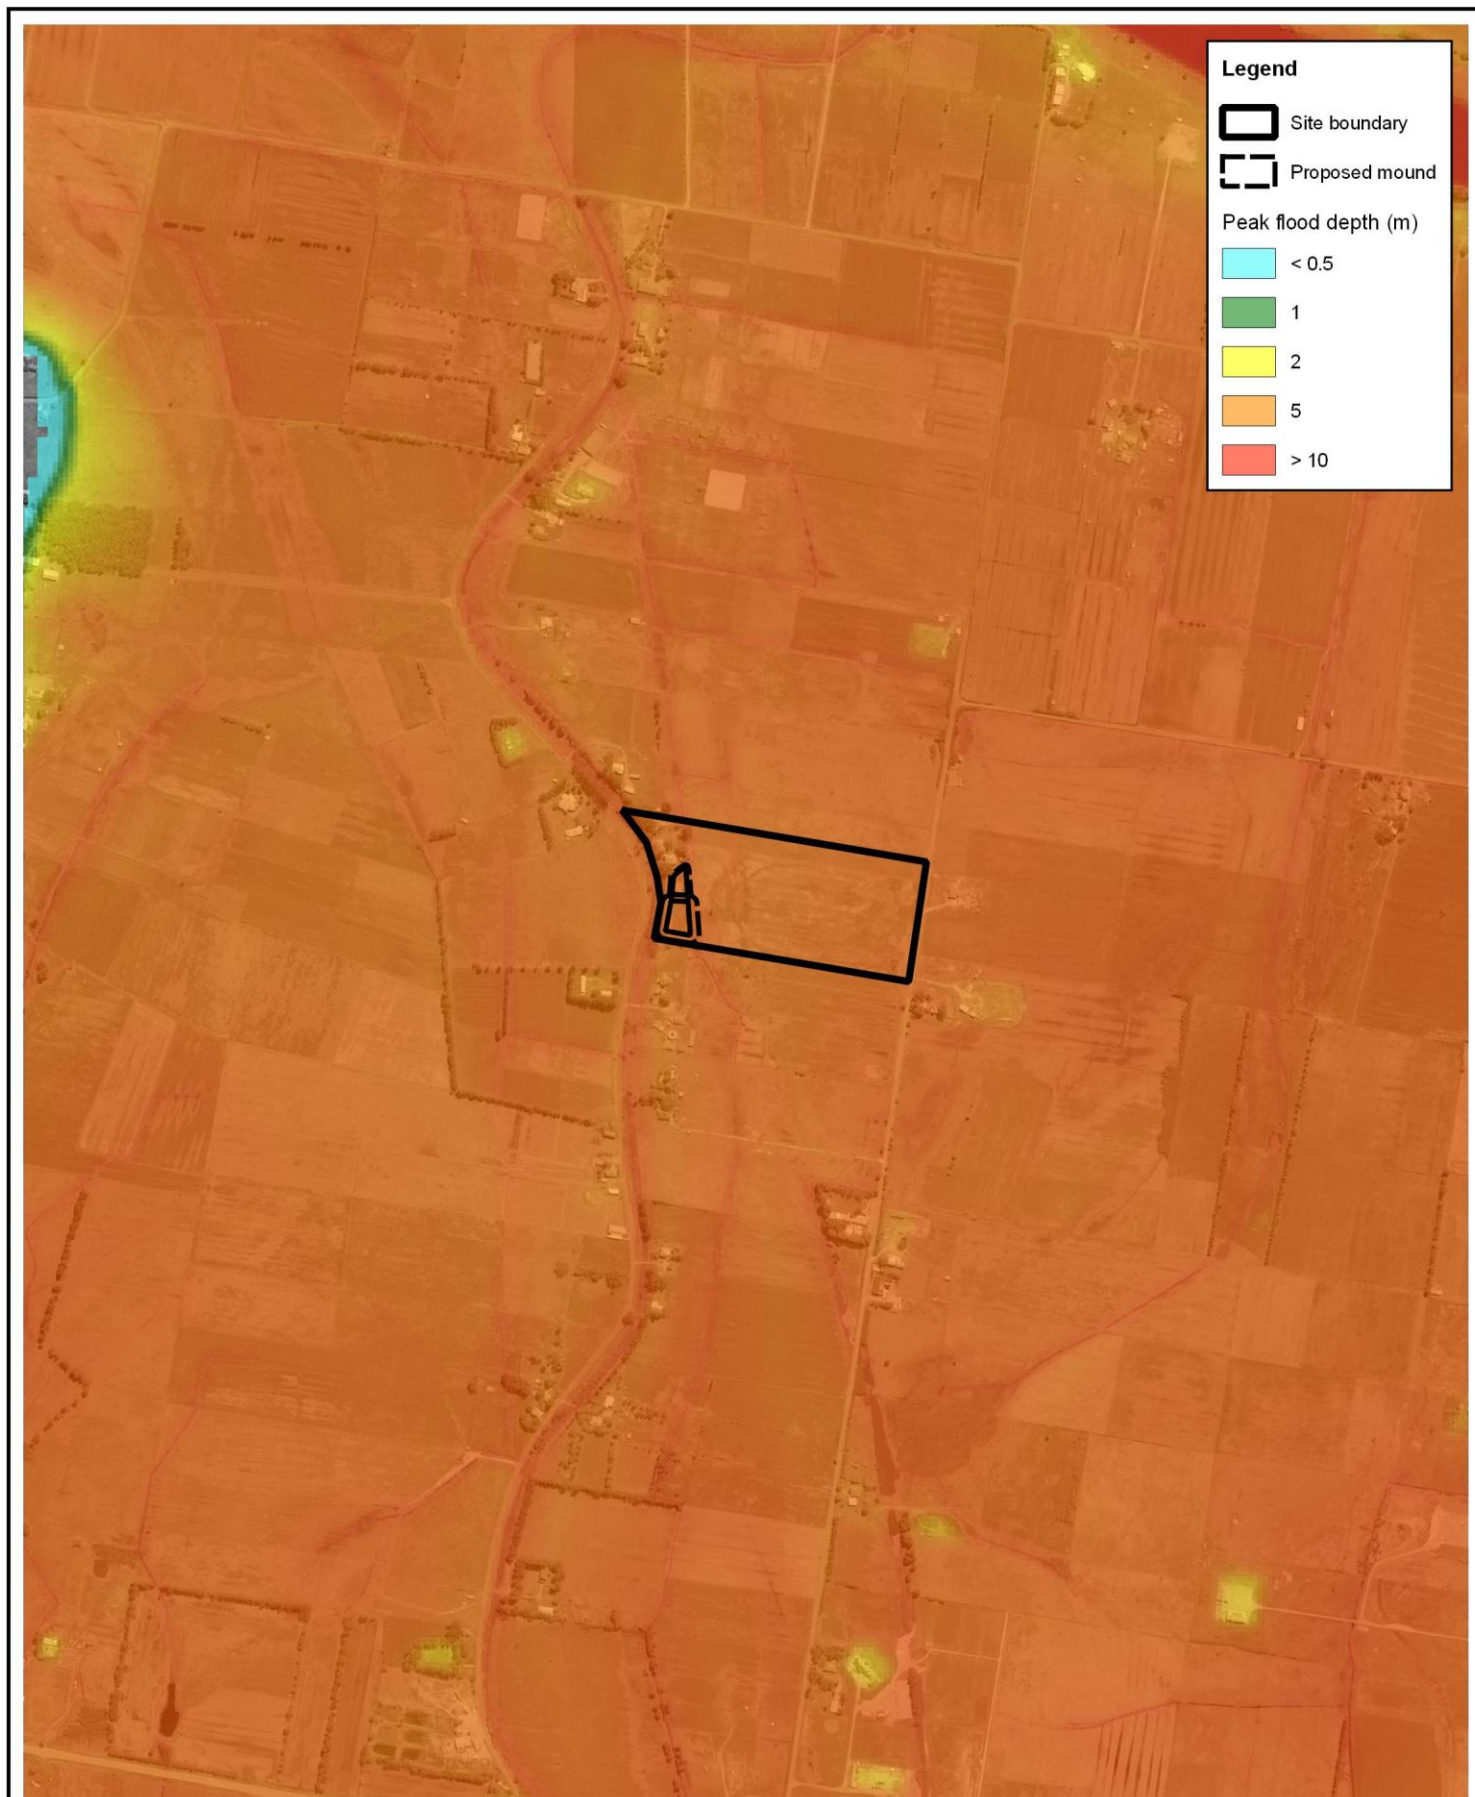 Legend
Site boundary
Proposed mound
Peak flood depth (m)
< 0.5
1
2
5
> 10